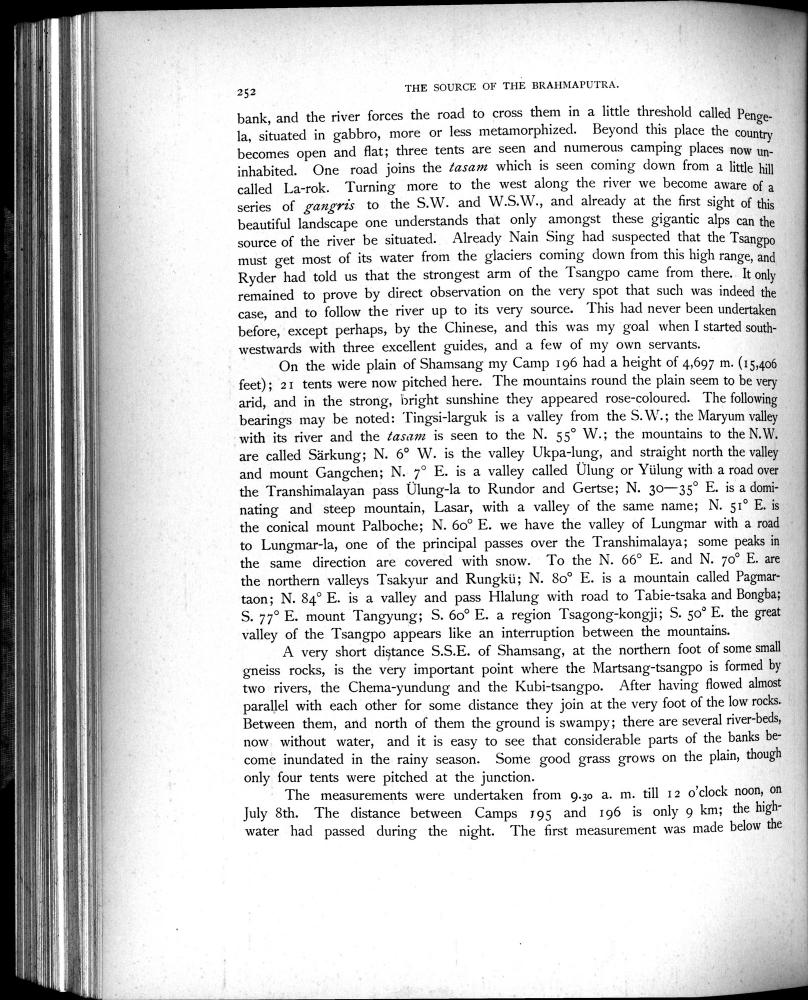 252
THE SOURCE OF THE BRAHMAPUTRA.
bank, and the river forces the road to cross them in a little threshold called Penge-
la, situated in gabbro, more or less metamorphized. Beyond this place the country
becomes open and flat; three tents are seen and numerous camping places now un-
inhabited. One road joins the tasam which is seen coming down from a little hill
called La-rok. Turning more to the west along the river we become aware of a
series of gangris to the S.W. and W.S.W., and already at the first sight of this
beautiful landscape one understands that only amongst these gigantic alps can the
source of the river be situated. Already Nain Sing had suspected that the Tsangpo
must get most of its water from the glaciers coming down from this high range, and
Ryder had told us that the strongest arm of the Tsangpo came from there. It only
remained to prove by direct observation on the very spot that such was indeed the
case, and to follow the river up to its very source. This had never been undertaken
before, except perhaps, by the Chinese, and this was my goal when I started south-
westwards with three excellent guides, and a few of my own servants.
On the wide plain of Shamsang my Camp 196 had a height of 4,697 m. (15,406
feet); 21 tents were now pitched here. The mountains round the plain seem to be very
arid, and in the strong, bright sunshine they appeared rose-coloured. The following
bearings may be noted: Tingsi-larguk is a valley from the S.W.; the Maryum valley
with its river and the tasam is seen to the N. 55° W.; the mountains to the N.W.
are called Särkung; N. 6° W. is the valley Ukpa-lung, and straight north the valley
and mount Gangchen; N. 7° E. is a valley called Ülung or Yülung with a road over
the Transhimalayan pass Ülung-la to Rundor and Gertse; N. 30—35° E. is a domi-
nating and steep mountain, Lasar, with a valley of the same name; N. 51° E. is
the conical mount Palboche; N. 60° E. we have the valley of Lungmar with a road
to Lungmar-la, one of the principal passes over the Transhimalaya; some peaks in
the same direction are covered with snow. To the N. 66° E. and N. 70° E. are
the northern valleys Tsakyur and Rungkü; N. 80° E. is a mountain called Pagmar-
taon; N. 84° E. is a valley and pass Hlalung with road to Tabie-tsaka and Bongba;
S. 77° E. mount Tangyung; S. 60° E. a region Tsagong-kongji; S. 50° E. the great
valley of the Tsangpo appears like an interruption between the mountains.
A very short distance S.S.E. of Shamsang, at the northern foot of some small
gneiss rocks, is the very important point where the Martsang-tsangpo is formed by
two rivers, the Chema-yundung and the Kubi-tsangpo. After having flowed almost
parallel with each other for some distance they join at the very foot of the low rocks.
Between them, and north of them the ground is swampy; there are several river-beds,
now without water, and it is easy to see that considerable parts of the banks be-
come inundated in the rainy season. Some good grass grows on the plain, though
only four tents were pitched at the junction.
The measurements were undertaken from 9.30 a. m. till 12 o'clock noon, on
July 8th. The distance between Camps 195 and 196 is only 9 km; the high-
water had passed during the night. The first measurement was made below the